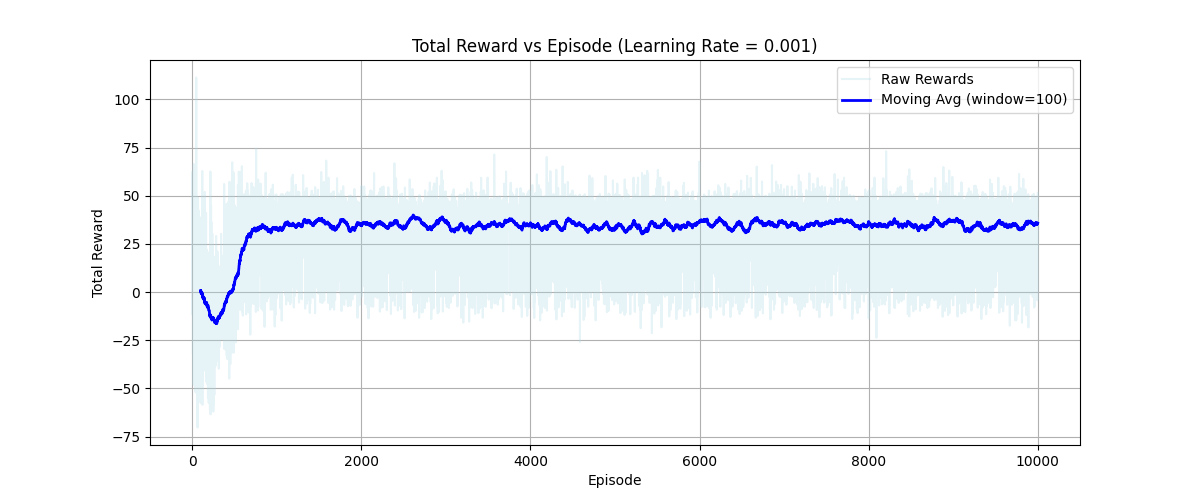 Total Reward vs Episode (Learning Rate = 0.001)
Raw Rewards
Moving Avg (window=100)
Total Reward
100
75
50
25
0
−25
−50
−75
0 2000 4000 6000 8000 10000
Episode